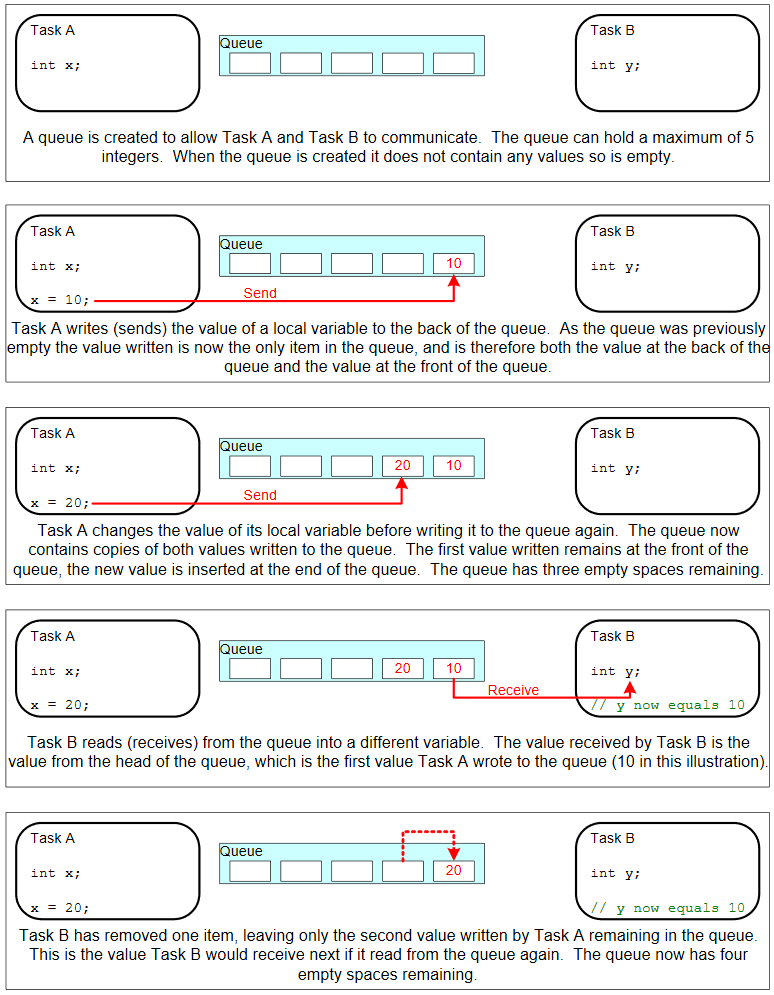 Task A
int x;
Queue
Task B
int y;
A queue is created to allow Task A and Task B to communicate.  The queue can hold a maximum of 5
integers.  When the queue is created it does not contain any values so is empty.
Task A
int x;
x = 10;
Send
Queue
10
Task B
int y;
Task A writes (sends) the value of a local variable to the back of the queue.  As the queue was previously
empty the value written is now the only item in the queue, and is therefore both the value at the back of the
queue and the value at the front of the queue.
Task A
int x;
x = 20;
Send
Queue
20 10
Task B
int y;
Task A changes the value of its local variable before writing it to the queue again.  The queue now
contains copies of both values written to the queue.  The first value written remains at the front of the
queue, the new value is inserted at the end of the queue.  The queue has three empty spaces remaining.
Task A
int x;
x = 20;
Queue
20 10
Receive
Task B
int y;
// y now equals 10
Task B reads (receives) from the queue into a different variable.  The value received by Task B is the
value from the head of the queue, which is the first value Task A wrote to the queue (10 in this illustration).
Task A
int x;
x = 20;
Queue
20
Task B
int y;
// y now equals 10
Task B has removed one item, leaving only the second value written by Task A remaining in the queue.
This is the value Task B would receive next if it read from the queue again.  The queue now has four
empty spaces remaining.